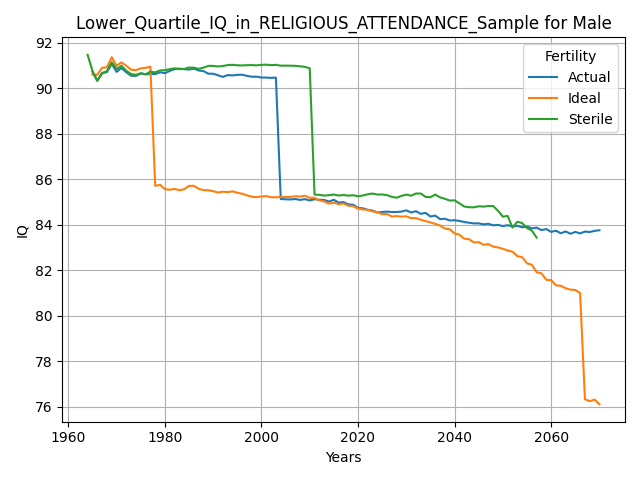 Lower_Quartile_IQ_in_RELIGIOUS_ATTENDANCE_Sample for Male
Fertility
Actual
Ideal
Sterile
IQ
92
90
88
86
84
82
80
78
76
1960
1980
2000
2020
2040
2060
Years